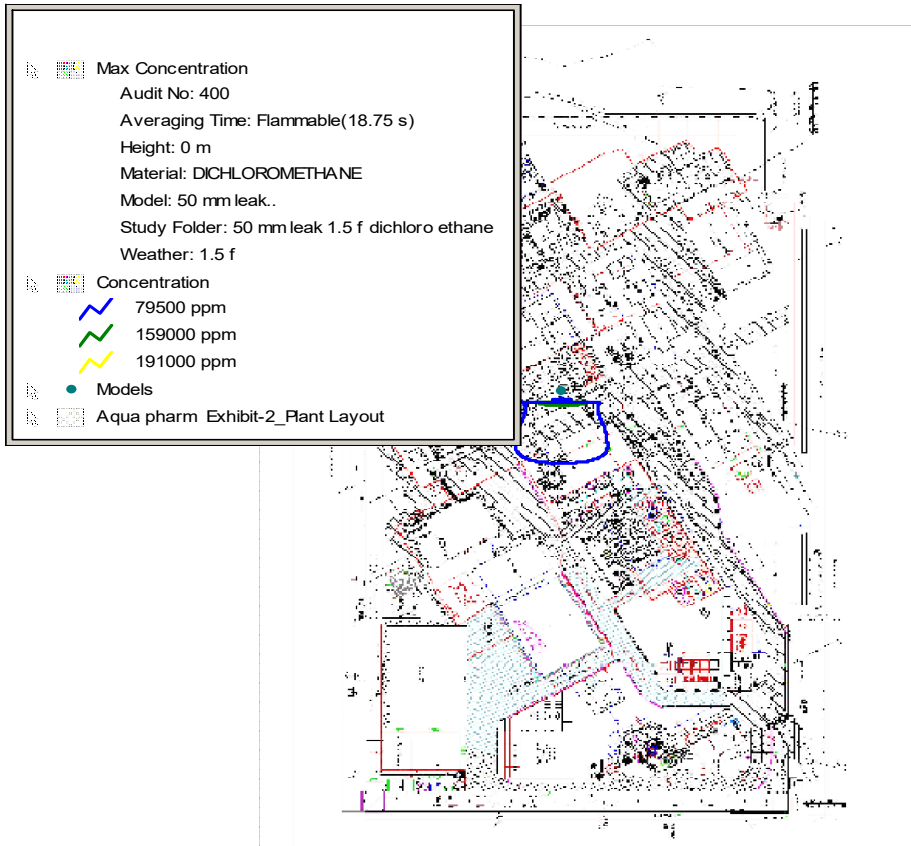 Max Concentration
Audit No: 400
Averaging Time: Flammable(18.75 s)
Height: 0 m
Material: DICHLOROMETHANE
Model: 50 mm leak..
Study Folder: 50 mm leak 1.5 f dichloro ethane
Weather: 1.5 f
Concentration
79500 ppm
159000 ppm
191000 ppm
Models
Aqua pharm Exhibit-2_Plant Layout